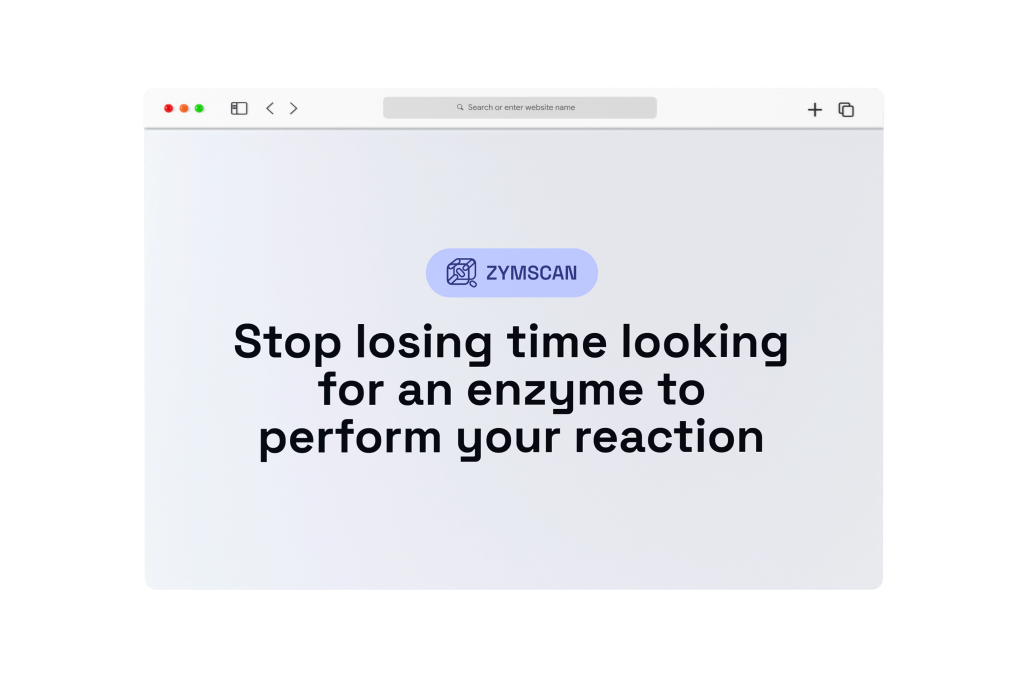 Search or enter website name
ZYMSCAN
Stop losing time looking
for an enzyme to
perform your reaction